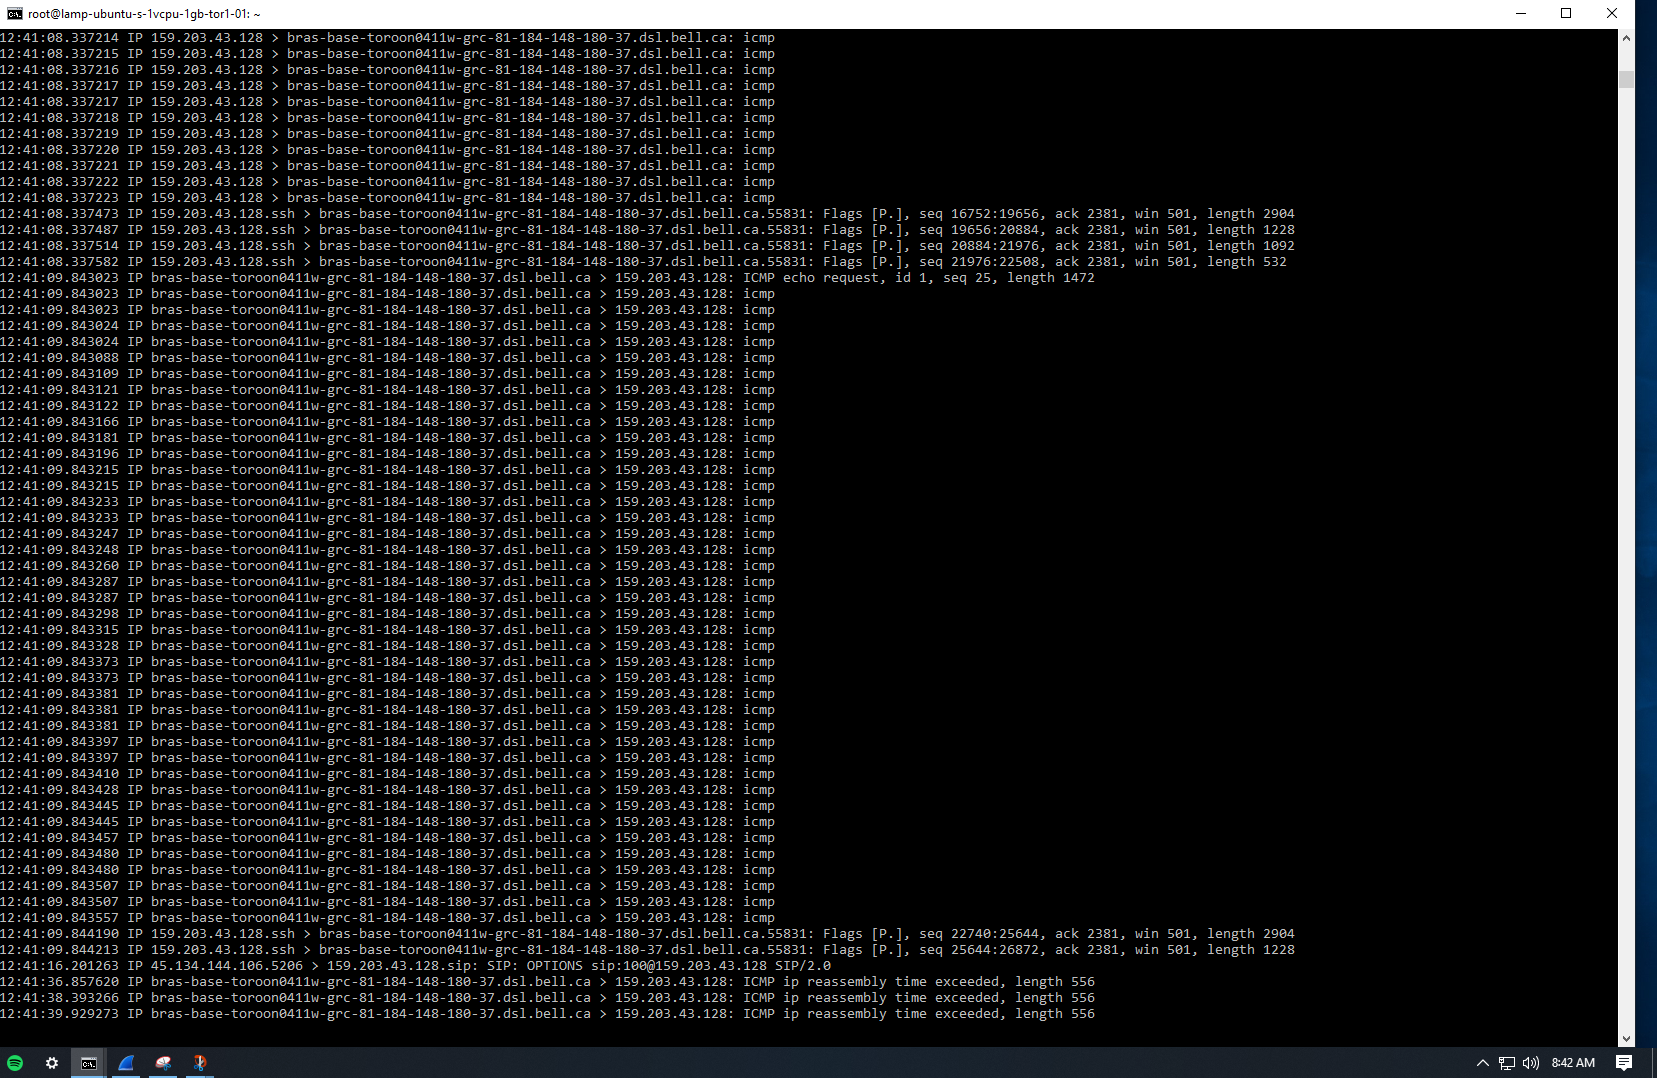 root@lamp-ubuntu-s-1vcpu-1gb-tor1-01: ~
12:41:08.337214 IP 159.203.43.128 > bras-base-toroon0411w-grc-81-184-148-180-37.dsl.bell.ca: icmp
12:41:08.337215 IP 159.203.43.128 > bras-base-toroon0411w-grc-81-184-148-180-37.dsl.bell.ca: icmp
12:41:08.337216 IP 159.203.43.128 > bras-base-toroon0411w-grc-81-184-148-180-37.dsl.bell.ca: icmp
12:41:08.337217 IP 159.203.43.128 > bras-base-toroon0411w-grc-81-184-148-180-37.dsl.bell.ca: icmp
12:41:08.337217 IP 159.203.43.128 > bras-base-toroon0411w-grc-81-184-148-180-37.dsl.bell.ca: icmp
12:41:08.337218 IP 159.203.43.128 > bras-base-toroon0411w-grc-81-184-148-180-37.dsl.bell.ca: icmp
12:41:08.337219 IP 159.203.43.128 > bras-base-toroon0411w-grc-81-184-148-180-37.dsl.bell.ca: icmp
12:41:08.337220 IP 159.203.43.128 > bras-base-toroon0411w-grc-81-184-148-180-37.dsl.bell.ca: icmp
12:41:08.337221 IP 159.203.43.128 > bras-base-toroon0411w-grc-81-184-148-180-37.dsl.bell.ca: icmp
12:41:08.337222 IP 159.203.43.128 > bras-base-toroon0411w-grc-81-184-148-180-37.dsl.bell.ca: icmp
12:41:08.337223 IP 159.203.43.128 > bras-base-toroon0411w-grc-81-184-148-180-37.dsl.bell.ca: icmp
12:41:08.337473 IP 159.203.43.128.ssh > bras-base-toroon0411w-grc-81-184-148-180-37.dsl.bell.ca.55831: Flags [P.], seq 16752:19656, ack 2381, win 501, length 2904
12:41:08.337487 IP 159.203.43.128.ssh > bras-base-toroon0411w-grc-81-184-148-180-37.dsl.bell.ca.55831: Flags [P.], seq 19656:20884, ack 2381, win 501, length 1228
12:41:08.337514 IP 159.203.43.128.ssh > bras-base-toroon0411w-grc-81-184-148-180-37.dsl.bell.ca.55831: Flags [P.], seq 20884:21976, ack 2381, win 501, length 1092
12:41:08.337582 IP 159.203.43.128.ssh > bras-base-toroon0411w-grc-81-184-148-180-37.dsl.bell.ca.55831: Flags [P.], seq 21976:22508, ack 2381, win 501, length 532
12:41:09.843023 IP bras-base-toroon0411w-grc-81-184-148-180-37.dsl.bell.ca > 159.203.43.128: ICMP echo request, id 1, seq 25, length 1472
12:41:09.843023 IP bras-base-toroon0411w-grc-81-184-148-180-37.dsl.bell.ca > 159.203.43.128: icmp
12:41:09.843023 IP bras-base-toroon0411w-grc-81-184-148-180-37.dsl.bell.ca > 159.203.43.128: icmp
12:41:09.843024 IP bras-base-toroon0411w-grc-81-184-148-180-37.dsl.bell.ca > 159.203.43.128: icmp
12:41:09.843024 IP bras-base-toroon0411w-grc-81-184-148-180-37.dsl.bell.ca > 159.203.43.128: icmp
12:41:09.843088 IP bras-base-toroon0411w-grc-81-184-148-180-37.dsl.bell.ca > 159.203.43.128: icmp
12:41:09.843109 IP bras-base-toroon0411w-grc-81-184-148-180-37.dsl.bell.ca > 159.203.43.128: icmp
12:41:09.843121 IP bras-base-toroon0411w-grc-81-184-148-180-37.dsl.bell.ca > 159.203.43.128: icmp
12:41:09.843122 IP bras-base-toroon0411w-grc-81-184-148-180-37.dsl.bell.ca > 159.203.43.128: icmp
12:41:09.843166 IP bras-base-toroon0411w-grc-81-184-148-180-37.dsl.bell.ca > 159.203.43.128: icmp
12:41:09.843181 IP bras-base-toroon0411w-grc-81-184-148-180-37.dsl.bell.ca > 159.203.43.128: icmp
12:41:09.843196 IP bras-base-toroon0411w-grc-81-184-148-180-37.dsl.bell.ca > 159.203.43.128: icmp
12:41:09.843215 IP bras-base-toroon0411w-grc-81-184-148-180-37.dsl.bell.ca > 159.203.43.128: icmp
12:41:09.843215 IP bras-base-toroon0411w-grc-81-184-148-180-37.dsl.bell.ca > 159.203.43.128: icmp
12:41:09.843233 IP bras-base-toroon0411w-grc-81-184-148-180-37.dsl.bell.ca > 159.203.43.128: icmp
12:41:09.843233 IP bras-base-toroon0411w-grc-81-184-148-180-37.dsl.bell.ca > 159.203.43.128: icmp
12:41:09.843247 IP bras-base-toroon0411w-grc-81-184-148-180-37.dsl.bell.ca > 159.203.43.128: icmp
12:41:09.843248 IP bras-base-toroon0411w-grc-81-184-148-180-37.dsl.bell.ca > 159.203.43.128: icmp
12:41:09.843260 IP bras-base-toroon0411w-grc-81-184-148-180-37.dsl.bell.ca > 159.203.43.128: icmp
12:41:09.843287 IP bras-base-toroon0411w-grc-81-184-148-180-37.dsl.bell.ca > 159.203.43.128: icmp
12:41:09.843287 IP bras-base-toroon0411w-grc-81-184-148-180-37.dsl.bell.ca > 159.203.43.128: icmp
12:41:09.843298 IP bras-base-toroon0411w-grc-81-184-148-180-37.dsl.bell.ca > 159.203.43.128: icmp
12:41:09.843315 IP bras-base-toroon0411w-grc-81-184-148-180-37.dsl.bell.ca > 159.203.43.128: icmp
12:41:09.843328 IP bras-base-toroon0411w-grc-81-184-148-180-37.dsl.bell.ca > 159.203.43.128: icmp
12:41:09.843373 IP bras-base-toroon0411w-grc-81-184-148-180-37.dsl.bell.ca > 159.203.43.128: icmp
12:41:09.843373 IP bras-base-toroon0411w-grc-81-184-148-180-37.dsl.bell.ca > 159.203.43.128: icmp
12:41:09.843381 IP bras-base-toroon0411w-grc-81-184-148-180-37.dsl.bell.ca > 159.203.43.128: icmp
12:41:09.843381 IP bras-base-toroon0411w-grc-81-184-148-180-37.dsl.bell.ca > 159.203.43.128: icmp
12:41:09.843381 IP bras-base-toroon0411w-grc-81-184-148-180-37.dsl.bell.ca > 159.203.43.128: icmp
12:41:09.843397 IP bras-base-toroon0411w-grc-81-184-148-180-37.dsl.bell.ca > 159.203.43.128: icmp
12:41:09.843397 IP bras-base-toroon0411w-grc-81-184-148-180-37.dsl.bell.ca > 159.203.43.128: icmp
12:41:09.843410 IP bras-base-toroon0411w-grc-81-184-148-180-37.dsl.bell.ca > 159.203.43.128: icmp
12:41:09.843428 IP bras-base-toroon0411w-grc-81-184-148-180-37.dsl.bell.ca > 159.203.43.128: icmp
12:41:09.843445 IP bras-base-toroon0411w-grc-81-184-148-180-37.dsl.bell.ca > 159.203.43.128: icmp
12:41:09.843445 IP bras-base-toroon0411w-grc-81-184-148-180-37.dsl.bell.ca > 159.203.43.128: icmp
12:41:09.843457 IP bras-base-toroon0411w-grc-81-184-148-180-37.dsl.bell.ca > 159.203.43.128: icmp
12:41:09.843480 IP bras-base-toroon0411w-grc-81-184-148-180-37.dsl.bell.ca > 159.203.43.128: icmp
12:41:09.843480 IP bras-base-toroon0411w-grc-81-184-148-180-37.dsl.bell.ca > 159.203.43.128: icmp
12:41:09.843507 IP bras-base-toroon0411w-grc-81-184-148-180-37.dsl.bell.ca > 159.203.43.128: icmp
12:41:09.843507 IP bras-base-toroon0411w-grc-81-184-148-180-37.dsl.bell.ca > 159.203.43.128: icmp
12:41:09.843557 IP bras-base-toroon0411w-grc-81-184-148-180-37.dsl.bell.ca > 159.203.43.128: icmp
12:41:09.844190 IP 159.203.43.128.ssh > bras-base-toroon0411w-grc-81-184-148-180-37.dsl.bell.ca.55831: Flags [P.], seq 22740:25644, ack 2381, win 501, length 2904
12:41:09.844213 IP 159.203.43.128.ssh > bras-base-toroon0411w-grc-81-184-148-180-37.dsl.bell.ca.55831: Flags [P.], seq 25644:26872, ack 2381, win 501, length 1228
12:41:16.201263 IP 45.134.144.106.5206 > 159.203.43.128.sip: SIP: OPTIONS sip:100@159.203.43.128 SIP/2.0
12:41:36.857620 IP bras-base-toroon0411w-grc-81-184-148-180-37.dsl.bell.ca > 159.203.43.128: ICMP ip reassembly time exceeded, length 556
12:41:38.393266 IP bras-base-toroon0411w-grc-81-184-148-180-37.dsl.bell.ca > 159.203.43.128: ICMP ip reassembly time exceeded, length 556
12:41:39.929273 IP bras-base-toroon0411w-grc-81-184-148-180-37.dsl.bell.ca > 159.203.43.128: ICMP ip reassembly time exceeded, length 556
8:42 AM